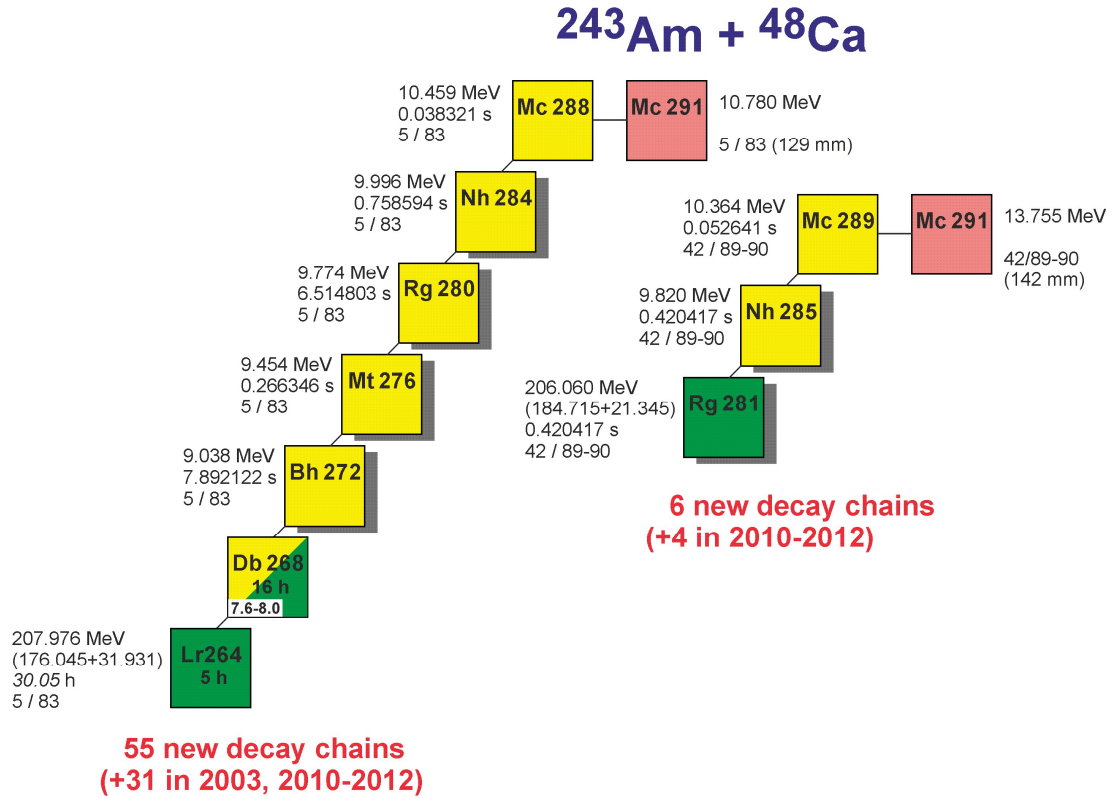 ²⁴³Am + ⁴⁸Ca
10.459 MeV
0.038321 s
5 / 83
Mc 288
Mc 291
10.780 MeV
5 / 83 (129 mm)
9.996 MeV
0.758594 s
5 / 83
Nh 284
9.774 MeV
6.514803 s
5 / 83
Rg 280
9.454 MeV
0.266346 s
5 / 83
Mt 276
9.038 MeV
7.892122 s
5 / 83
Bh 272
Db 268
16 h
7.6-8.0
207.976 MeV
(176.045+31.931)
30.05 h
5 / 83
Lr264
5 h
55 new decay chains
(+31 in 2003, 2010-2012)
10.364 MeV
0.052641 s
42 / 89-90
Mc 289
Mc 291
13.755 MeV
42/89-90
(142 mm)
9.820 MeV
0.420417 s
42 / 89-90
Nh 285
206.060 MeV
(184.715+21.345)
0.420417 s
42 / 89-90
Rg 281
6 new decay chains
(+4 in 2010-2012)